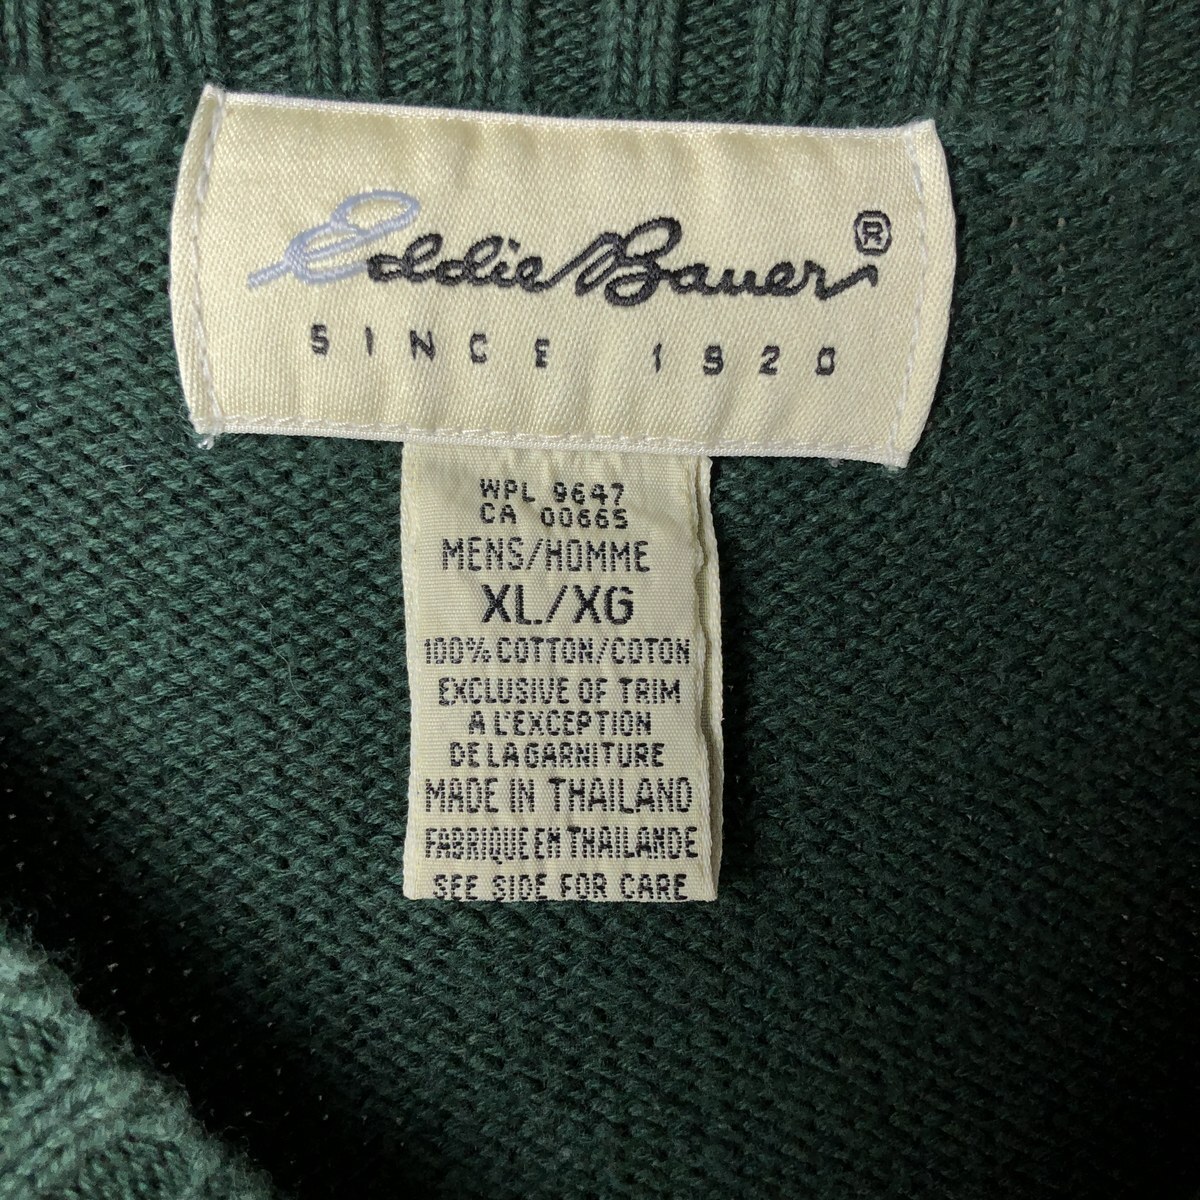 Eddie Bauer ®
SINCE 1920
WPL 9647
CA 00665
MENS/HOMME
XL/XG
100% COTTON/COTON
EXCLUSIVE OF TRIM
A L'EXCEPTION
DE LA GARNITURE
MADE IN THAILAND
FABRIQUE EN THAILANDE
SEE SIDE FOR CARE